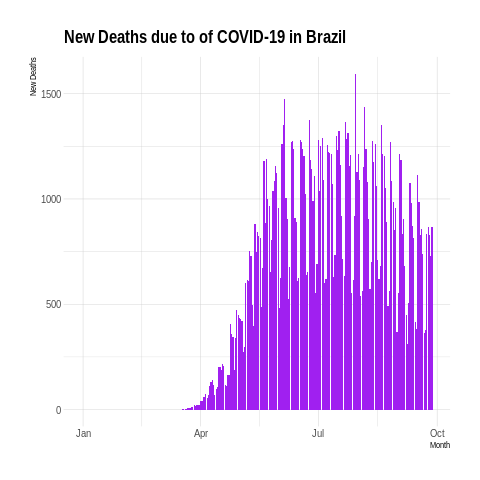 New Deaths due to of COVID-19 in Brazil
New Deaths
1500
1000
500
0
Jan
Apr
Jul
Oct
Month